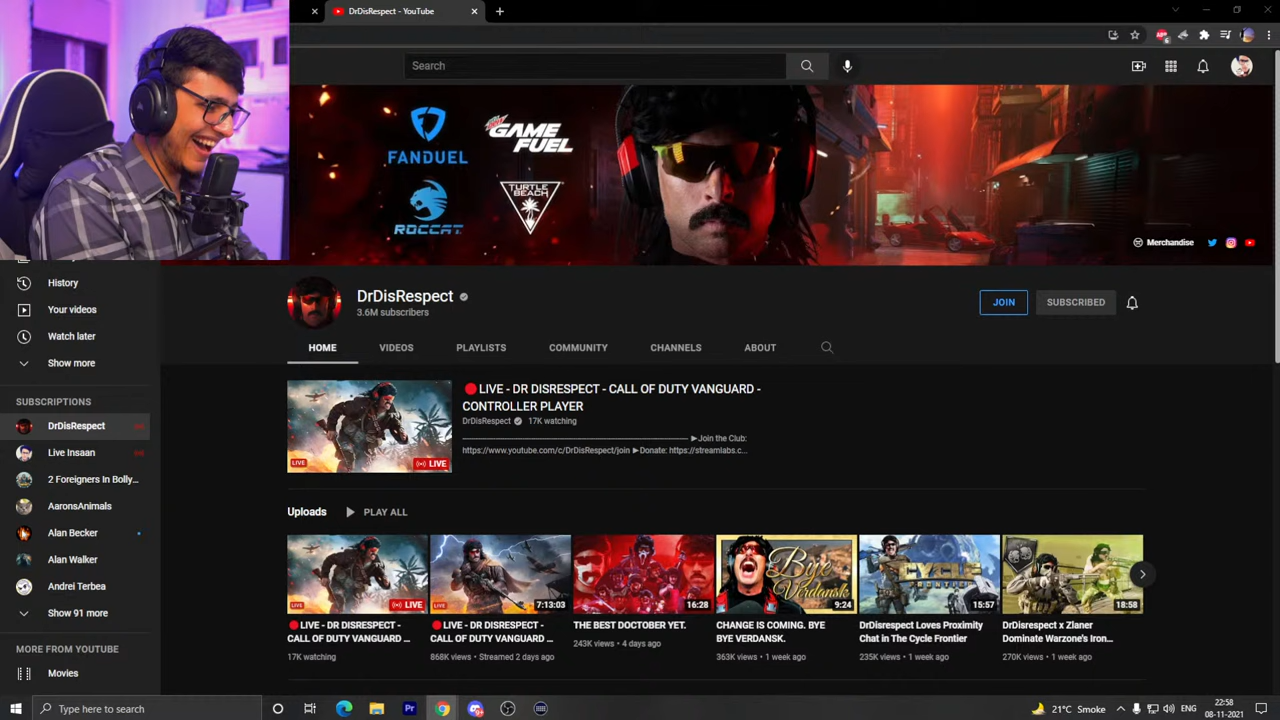 DrDisRespect - YouTube
Search
6
FANDUEL
GAME
FUEL
ROCCAT
TURTLE
BEACH
Merchandise
DrDisRespect
3.6M subscribers
JOIN
SUBSCRIBED
HOME
VIDEOS
PLAYLISTS
COMMUNITY
CHANNELS
ABOUT
History
Your videos
Watch later
Show more
SUBSCRIPTIONS
DrDisRespect
Live Insaan
2 Foreigners In Bolly...
AaronsAnimals
Alan Becker
Alan Walker
Andrei Terbea
Show 91 more
MORE FROM YOUTUBE
Movies
LIVE
LIVE
🔴LIVE - DR DISRESPECT - CALL OF DUTY VANGUARD -
CONTROLLER PLAYER
DrDisRespect 17K watching
---------------------------------------------------------------- ►Join the Club:
https://www.youtube.com/c/DrDisRespect/join ►Donate: https://streamlabs.c...
Uploads
PLAY ALL
LIVE
LIVE
🔴LIVE - DR DISRESPECT -
CALL OF DUTY VANGUARD ...
17K watching
LIVE
7:13:03
🔴LIVE - DR DISRESPECT -
CALL OF DUTY VANGUARD ...
868K views • Streamed 2 days ago
16:28
THE BEST DOCTOBER YET.
243K views • 4 days ago
Bye
Verdansk
9:24
CHANGE IS COMING. BYE
BYE VERDANSK.
363K views • 1 week ago
CYCLE
FRONTIER
15:57
DrDisrespect Loves Proximity
Chat in The Cycle Frontier
235K views • 1 week ago
18:58
DrDisrespect x Zlaner
Dominate Warzone's Iron...
270K views • 1 week ago
Type here to search
Pr
21°C Smoke
ENG
22:58
08-11-2021